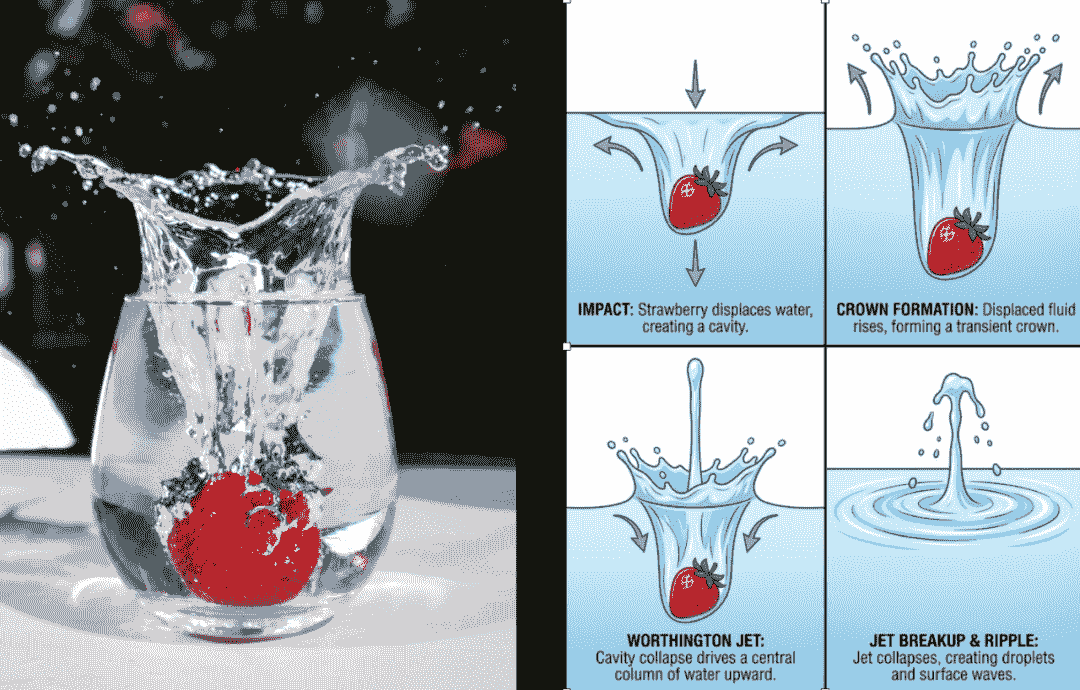 IMPACT: Strawberry displaces water,
creating a cavity.
CROWN FORMATION: Displaced fluid
rises, forming a transient crown.
WORTHINGTON JET:
Cavity collapse drives a central
column of water upward.
JET BREAKUP & RIPPLE:
Jet collapses, creating droplets
and surface waves.